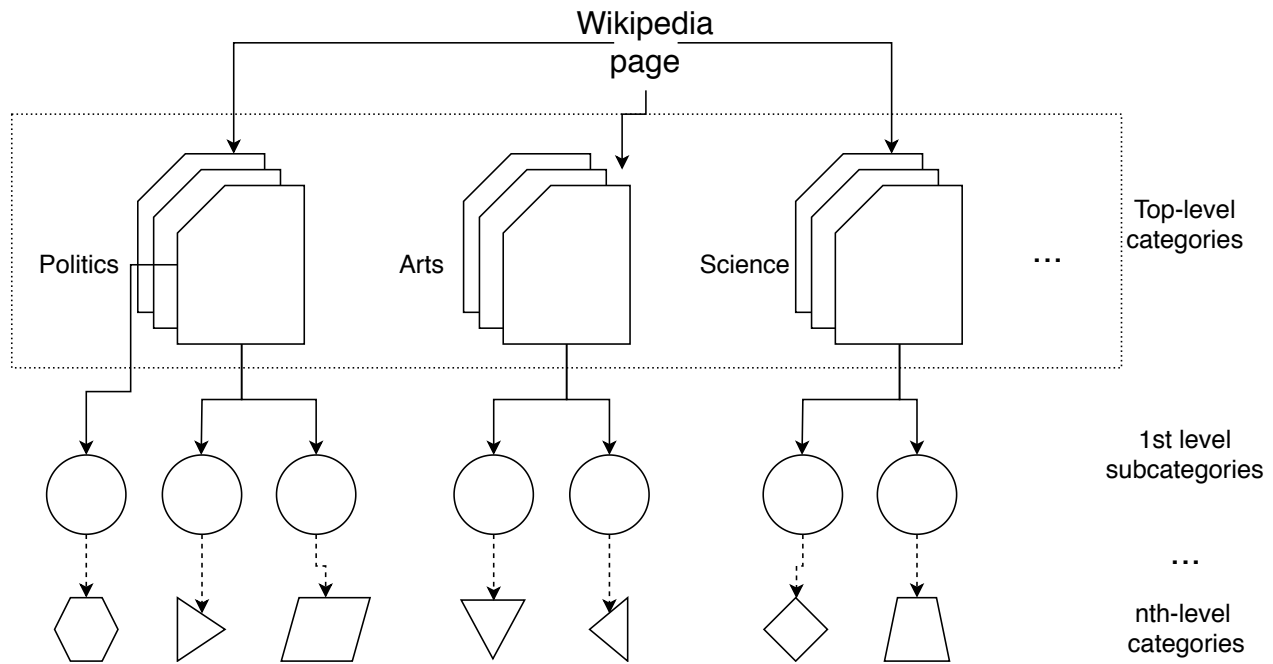 Wikipedia
page
Top-level
categories
Politics
Arts
Science
...
1st level
subcategories
...
nth-level
categories